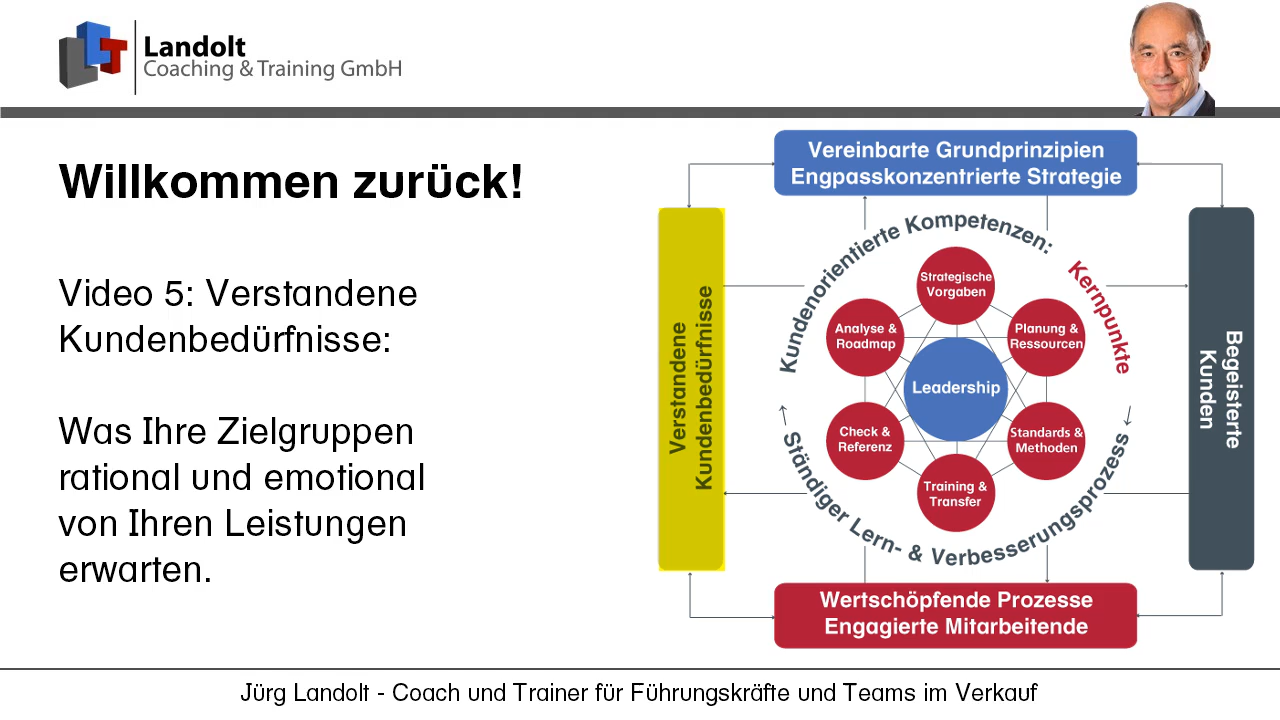 Landolt
Coaching & Training GmbH
Willkommen zurück!
Video 5: Verstandene
Kundenbedürfnisse:
Was Ihre Zielgruppen
rational und emotional
von Ihren Leistungen
erwarten.
Vereinbarte Grundprinzipien
Engpasskonzentrierte Strategie
Verstandene
Kundenbedürfnisse
Kundenorientierte Kompetenzen:
Kernpunkte
Strategische
Vorgaben
Analyse &
Roadmap
Planung &
Ressourcen
Leadership
Check &
Referenz
Standards &
Methoden
Training &
Transfer
Ständiger Lern- & Verbesserungsprozess
Begeisterte
Kunden
Wertschöpfende Prozesse
Engagierte Mitarbeitende
Jürg Landolt - Coach und Trainer für Führungskräfte und Teams im Verkauf